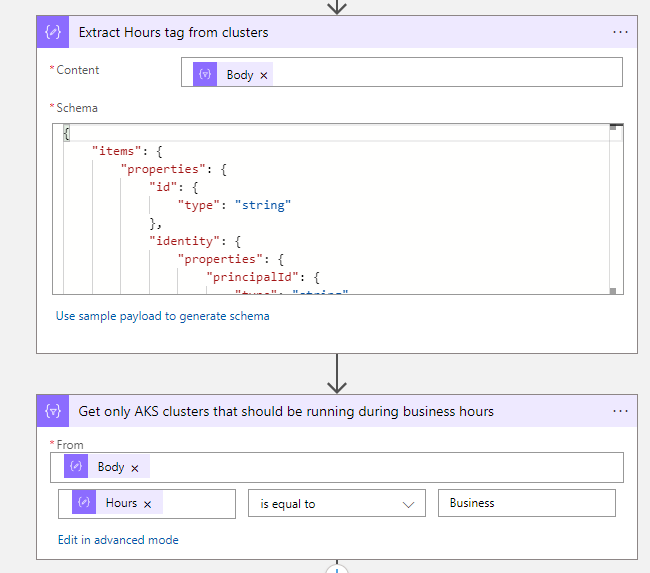 Extract Hours tag from clusters
* Content
Body ×
* Schema
{
"items": {
"properties": {
"id": {
"type": "string"
},
"identity": {
"properties": {
"principalId": {
"type": "string"
Use sample payload to generate schema
Get only AKS clusters that should be running during business hours
* From
Body ×
Hours × is equal to Business
Edit in advanced mode